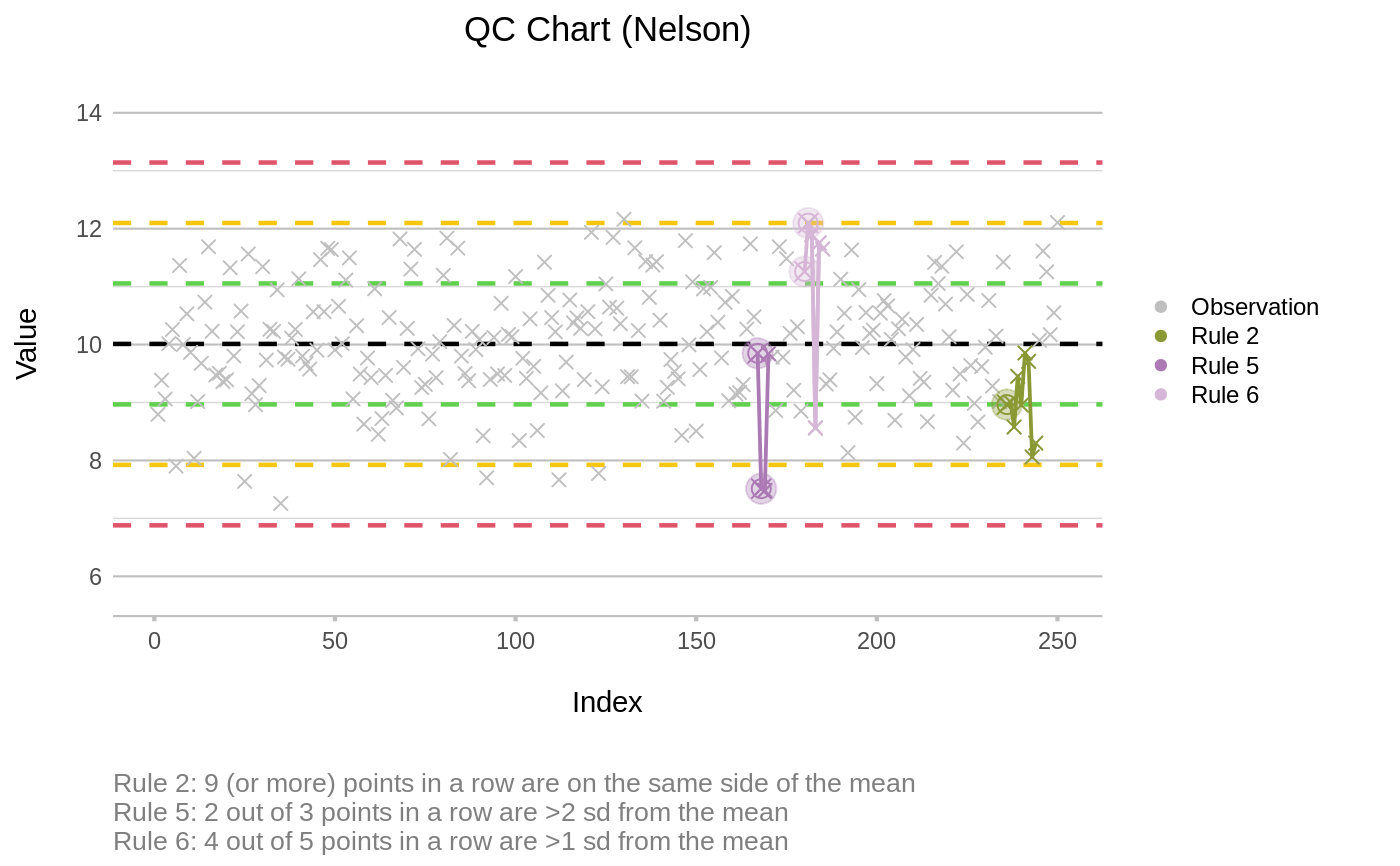 QC Chart (Nelson)
14
12
10
8
6
Value
0 50 100 150 200 250
Index
Observation
Rule 2
Rule 5
Rule 6
Rule 2: 9 (or more) points in a row are on the same side of the mean
Rule 5: 2 out of 3 points in a row are >2 sd from the mean
Rule 6: 4 out of 5 points in a row are >1 sd from the mean